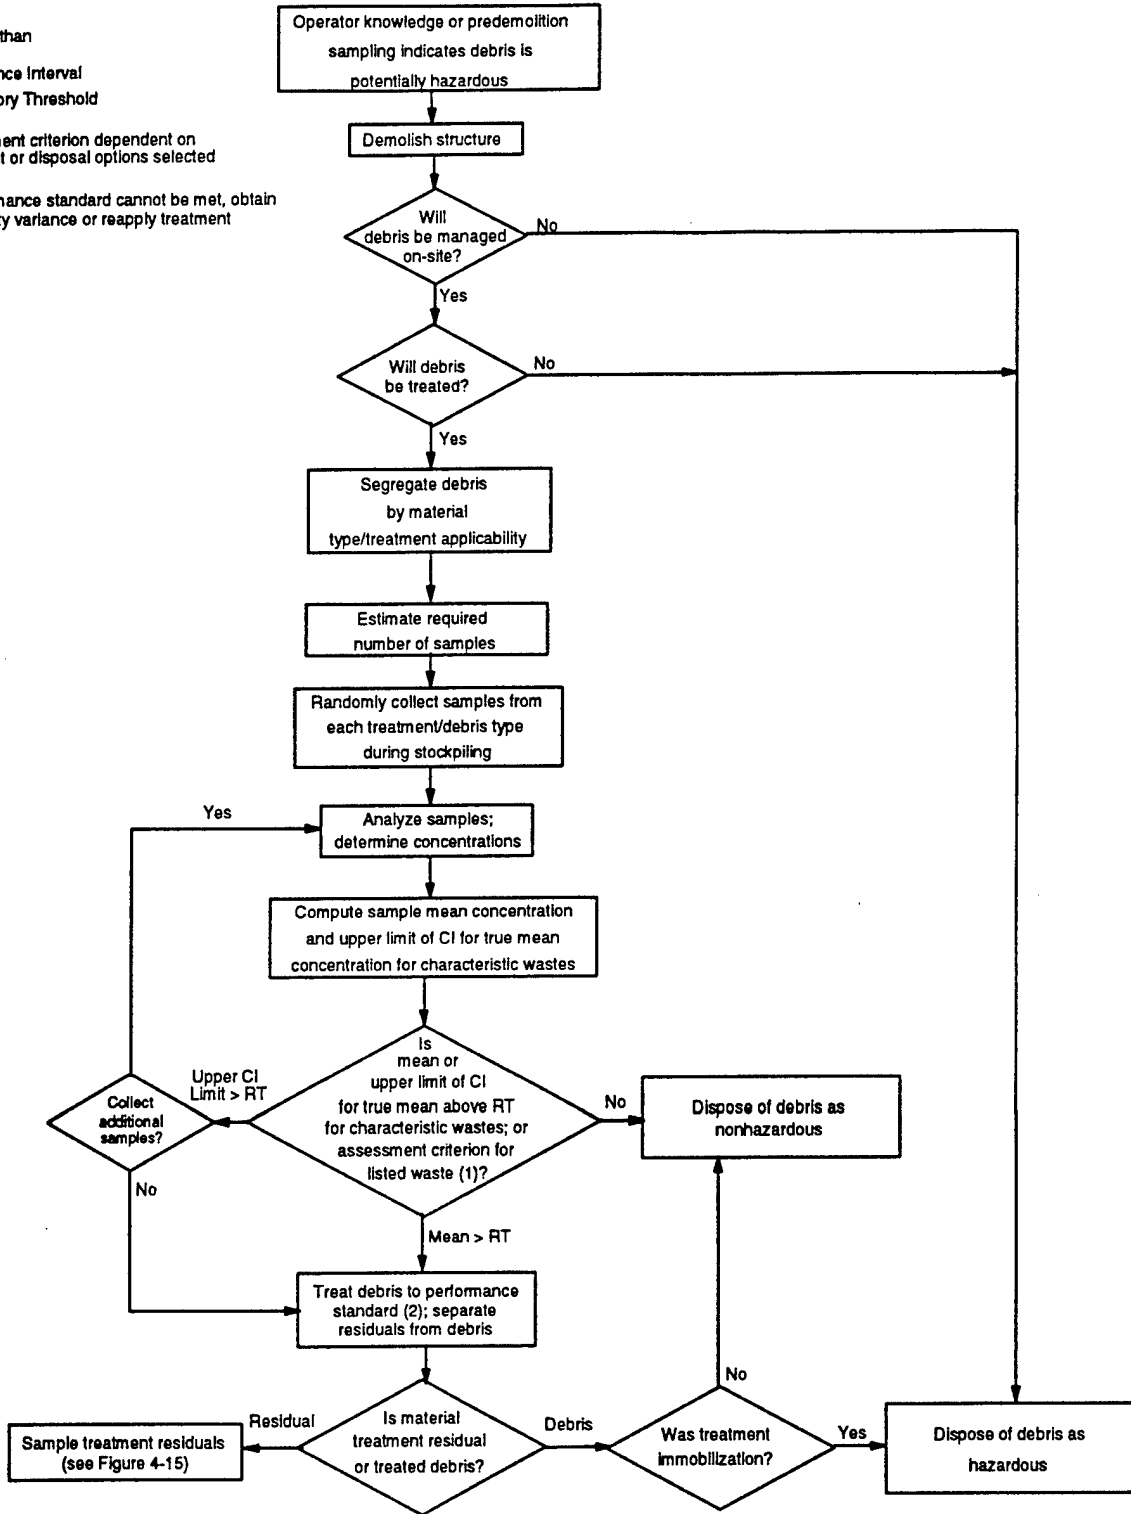 than
nce Interval
ory Threshold
ent criterion dependent on
t or disposal options selected
nance standard cannot be met, obtain
ty variance or reapply treatment
Operator knowledge or predemolition
sampling indicates debris is
potentially hazardous
Demolish structure
Will
debris be managed
on-site?
No
Yes
Will debris
be treated?
No
Yes
Segregate debris
by material
type/treatment applicability
Estimate required
number of samples
Randomly collect samples from
each treatment/debris type
during stockpiling
Yes
Analyze samples;
determine concentrations
Compute sample mean concentration
and upper limit of CI for true mean
concentration for characteristic wastes
Is
mean or
upper limit of CI
for true mean above RT
for characteristic wastes; or
assessment criterion for
listed waste (1)?
Upper CI
Limit > RT
Collect
additional
samples?
No
No
Dispose of debris as
nonhazardous
Mean > RT
Treat debris to performance
standard (2); separate
residuals from debris
Is material
treatment residual
or treated debris?
Residual
Sample treatment residuals
(see Figure 4-15)
Debris
Was treatment
immobilization?
No
Yes
Dispose of debris as
hazardous